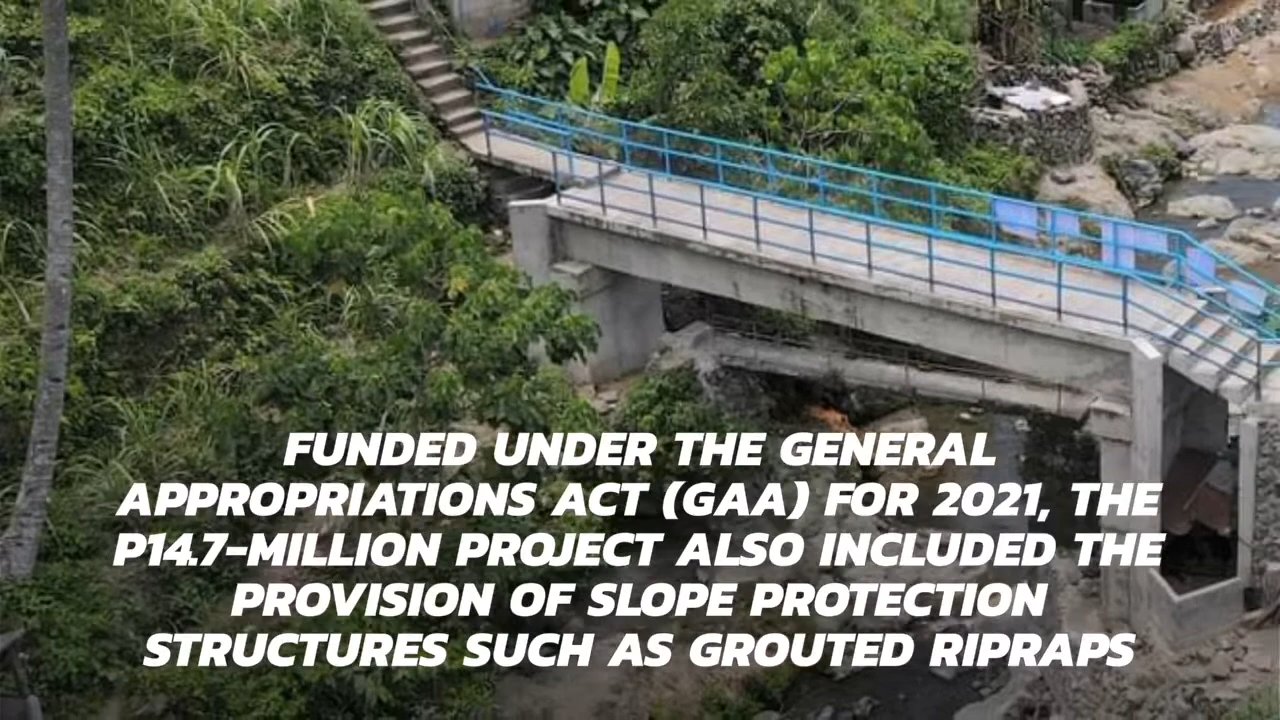 FUNDED UNDER THE GENERAL
APPROPRIATIONS ACT (GAA) FOR 2021, THE
P14.7-MILLION PROJECT ALSO INCLUDED THE
PROVISION OF SLOPE PROTECTION
STRUCTURES SUCH AS GROUTED RIPRAPS